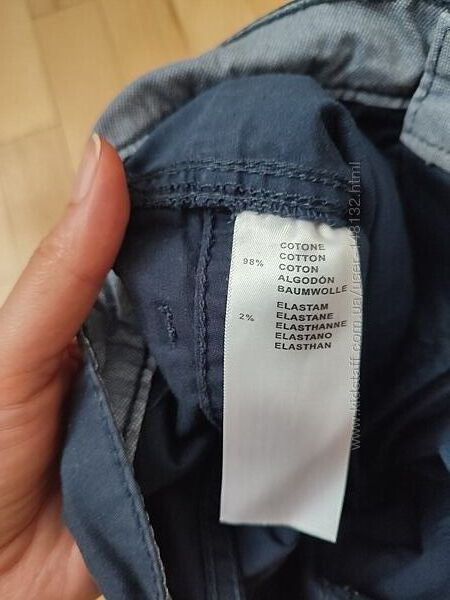 98%
COTONE
COTTON
COTON
ALGODÓN
BAUMWOLLE
2%
ELASTAM
ELASTANE
ELASTHANNE
ELASTANO
ELASTHAN